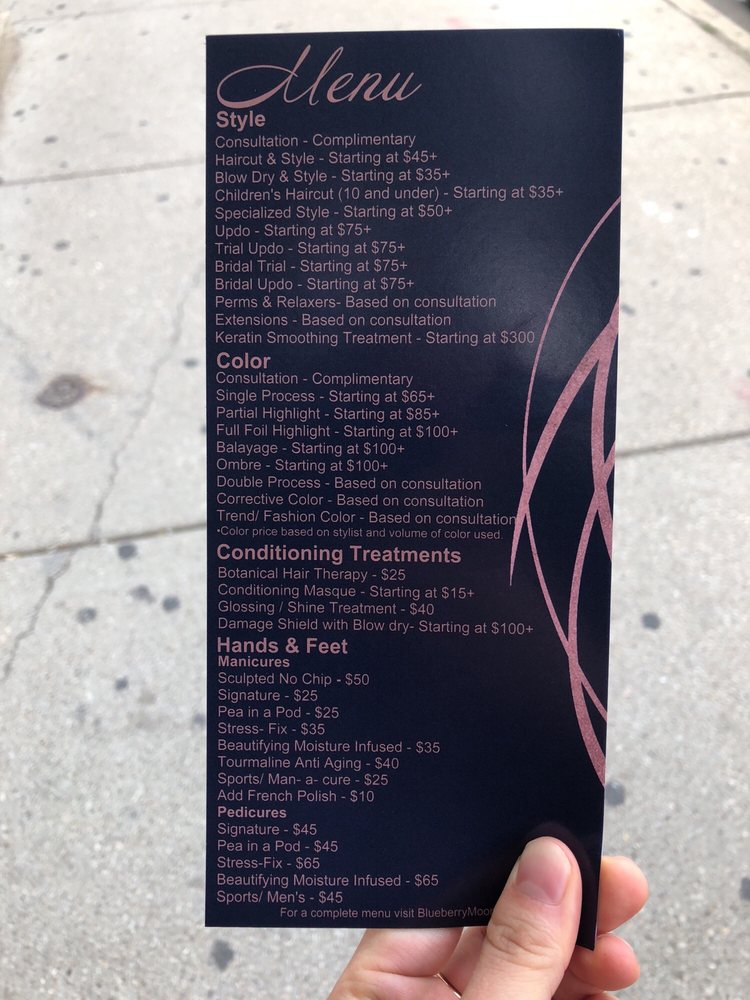 Menu
Style
Consultation - Complimentary
Haircut & Style - Starting at $45+
Blow Dry & Style - Starting at $35+
Children's Haircut (10 and under) - Starting at $35+
Specialized Style - Starting at $50+
Updo - Starting at $75+
Trial Updo - Starting at $75+
Bridal Trial - Starting at $75+
Bridal Updo - Starting at $75+
Perms & Relaxers- Based on consultation
Extensions - Based on consultation
Keratin Smoothing Treatment - Starting at $300
Color
Consultation - Complimentary
Single Process - Starting at $65+
Partial Highlight - Starting at $85+
Full Foil Highlight - Starting at $100+
Balayage - Starting at $100+
Ombre - Starting at $100+
Double Process - Based on consultation
Corrective Color - Based on consultation
Trend/ Fashion Color - Based on consultation
•Color price based on stylist and volume of color used.
Conditioning Treatments
Botanical Hair Therapy - $25
Conditioning Masque - Starting at $15+
Glossing / Shine Treatment - $40
Damage Shield with Blow dry- Starting at $100+
Hands & Feet
Manicures
Sculpted No Chip - $50
Signature - $25
Pea in a Pod - $25
Stress- Fix - $35
Beautifying Moisture Infused - $35
Tourmaline Anti Aging - $40
Sports/ Man- a- cure - $25
Add French Polish - $10
Pedicures
Signature - $45
Pea in a Pod - $45
Stress-Fix - $65
Beautifying Moisture Infused - $65
Sports/ Men's - $45
For a complete menu visit BlueberryMoo